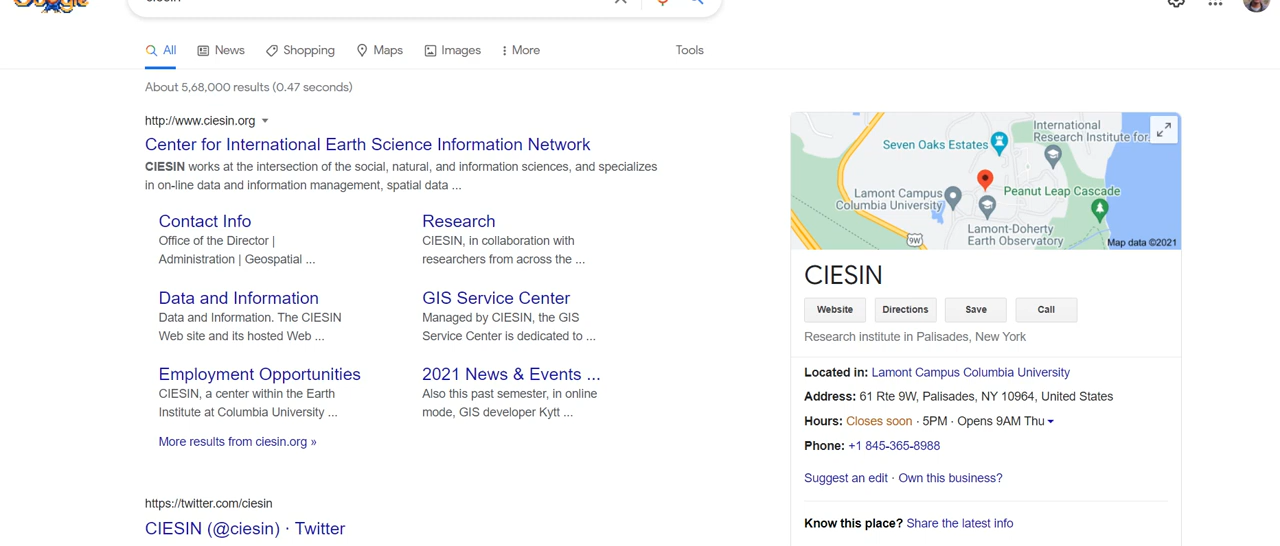 All
News
Shopping
Maps
Images
More
Tools
About 5,68,000 results (0.47 seconds)
http://www.ciesin.org
Center for International Earth Science Information Network
CIESIN works at the intersection of the social, natural, and information sciences, and specializes
in on-line data and information management, spatial data ...
Contact Info
Office of the Director |
Administration | Geospatial ...
Research
CIESIN, in collaboration with
researchers from across the ...
Data and Information
Data and Information. The CIESIN
Web site and its hosted Web ...
GIS Service Center
Managed by CIESIN, the GIS
Service Center is dedicated to ...
Employment Opportunities
CIESIN, a center within the Earth
Institute at Columbia University ...
2021 News & Events ...
Also this past semester, in online
mode, GIS developer Kytt ...
More results from ciesin.org »
https://twitter.com/ciesin
CIESIN (@ciesin) · Twitter
International
Research Institute for
Seven Oaks Estates
Lamont Campus
Columbia University
Peanut Leap Cascade
Lamont-Doherty
Earth Observatory
9W
Map data ©2021
CIESIN
Website
Directions
Save
Call
Research institute in Palisades, New York
Located in: Lamont Campus Columbia University
Address: 61 Rte 9W, Palisades, NY 10964, United States
Hours: Closes soon · 5PM · Opens 9AM Thu
Phone: +1 845-365-8988
Suggest an edit · Own this business?
Know this place? Share the latest info